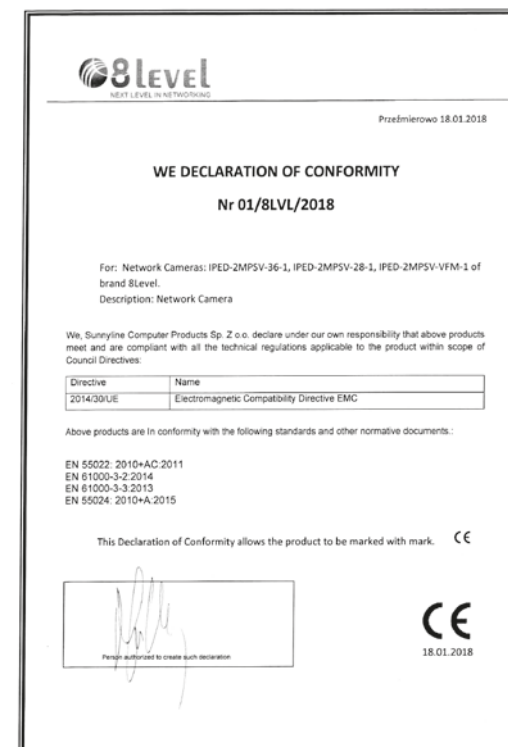 8level
NEXT LEVEL IN NETWORKING
Przeźmierowo 18.01.2018
WE DECLARATION OF CONFORMITY
Nr 01/8LVL/2018
For: Network Cameras: IPED-2MPSV-36-1, IPED-2MPSV-28-1, IPED-2MPSV-VFM-1 of
brand 8Level.
Description: Network Camera
We, Sunnyline Computer Products Sp. Z o.o. declare under our own responsibility that above products
meet and are compliant with all the technical regulations applicable to the product within scope of
Council Directives:
Directive Name
2014/30/UE Electromagnetic Compatibility Directive EMC
Above products are In conformity with the following standards and other normative documents.:
EN 55022: 2010+AC:2011
EN 61000-3-2:2014
EN 61000-3-3:2013
EN 55024: 2010+A:2015
This Declaration of Conformity allows the product to be marked with mark. CE
Person authorized to create such declaration
CE
18.01.2018